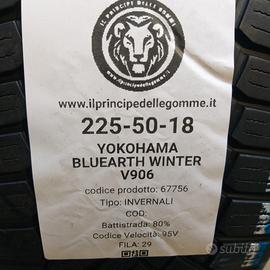 IL PRINCIPE DELLE GOMME
www.ilprincipedellegomme.it
225-50-18
YOKOHAMA
BLUEARTH WINTER
V906
codice prodotto: 67756
Tipo: INVERNALI
COD:
Battistrada: 80%
Codice Velocità: 95V
FILA: 29
subito